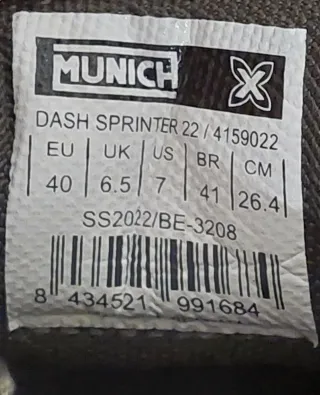 MUNICH X
DASH SPRINTER 22 / 4159022
EU UK US BR CM
40 6.5 7 41 26.4
SS2022/BE-3208
8 434521 991684